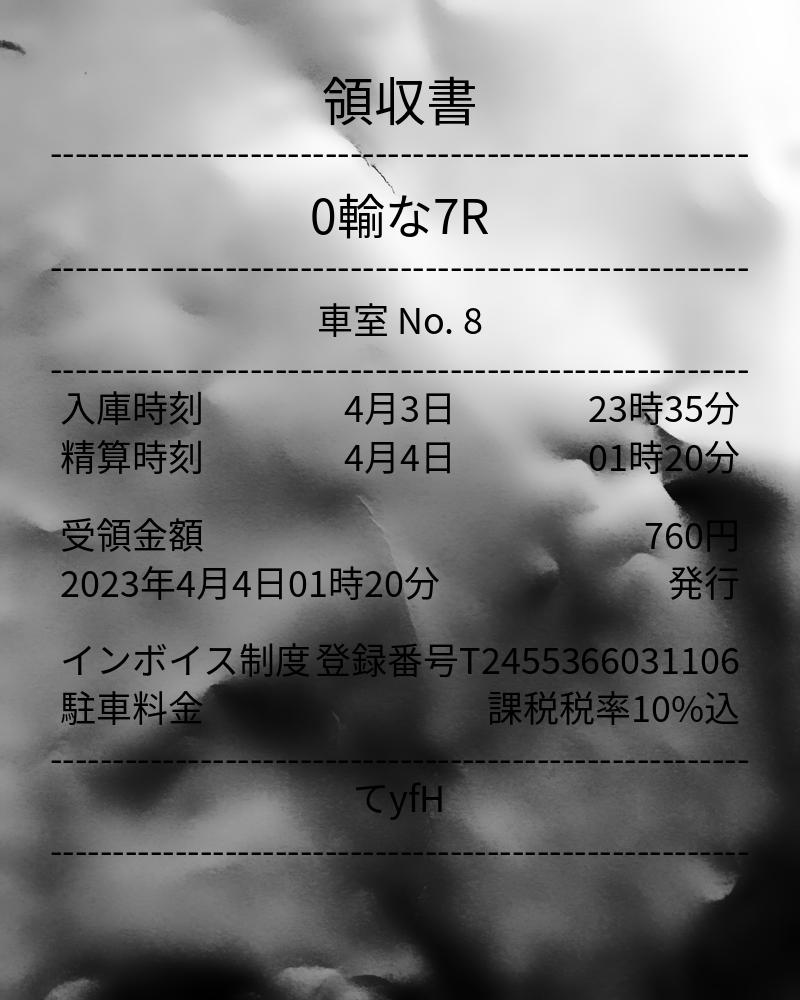 領収書
0輸な7R
車室 No. 8
入庫時刻 4月3日 23時35分
精算時刻 4月4日 01時20分
受領金額 760円
2023年4月4日01時20分 発行
インボイス制度 登録番号T2455366031106
駐車料金 課税税率10%込
てyfH